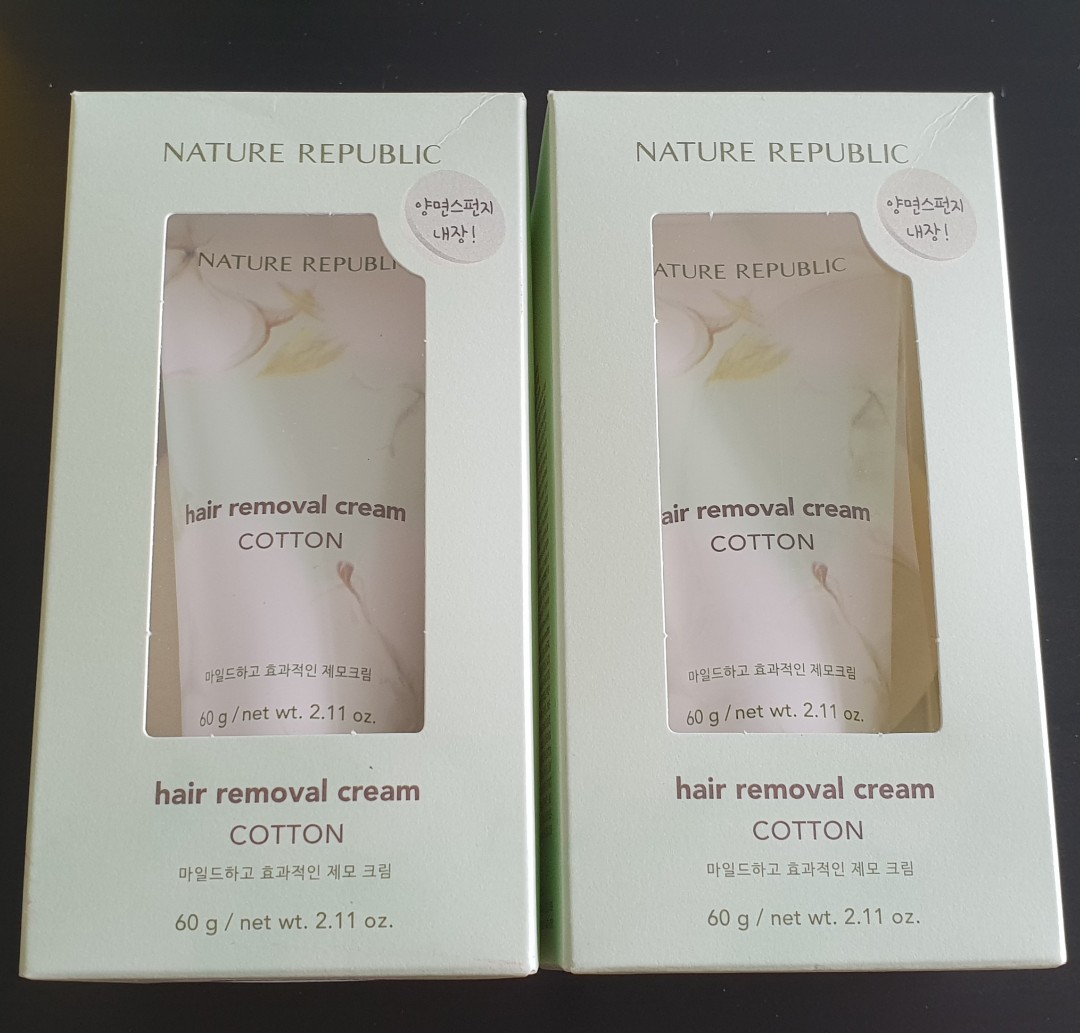 NATURE REPUBLIC
양면스펀지
내장!
NATURE REPUBLI
hair removal cream
COTTON
마일드하고 효과적인 제모크림
60 g / net wt. 2.11 oz.
hair removal cream
COTTON
마일드하고 효과적인 제모 크림
60 g / net wt. 2.11 oz.
NATURE REPUBLIC
양면스펀지
내장!
ATURE REPUBLIC
air removal cream
COTTON
마일드하고 효과적인 제모크림
60 g / net wt. 2.11 oz.
hair removal cream
COTTON
마일드하고 효과적인 제모 크림
60 g / net wt. 2.11 oz.